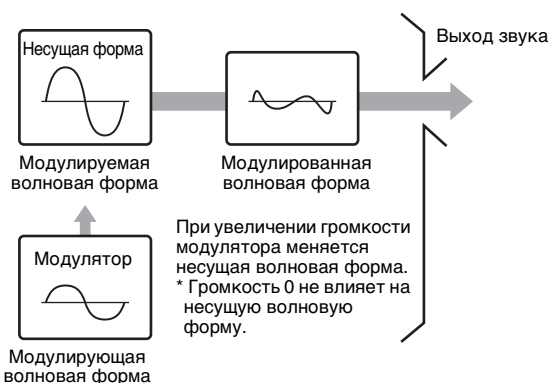 Несущая форма
Выход звука
Модулируемая
волновая форма
Модулированная
волновая форма
Модулятор
При увеличении громкости
модулятора меняется
несущая волновая форма.
* Громкость 0 не влияет на
несущую волновую
форму.
Модулирующая
волновая форма